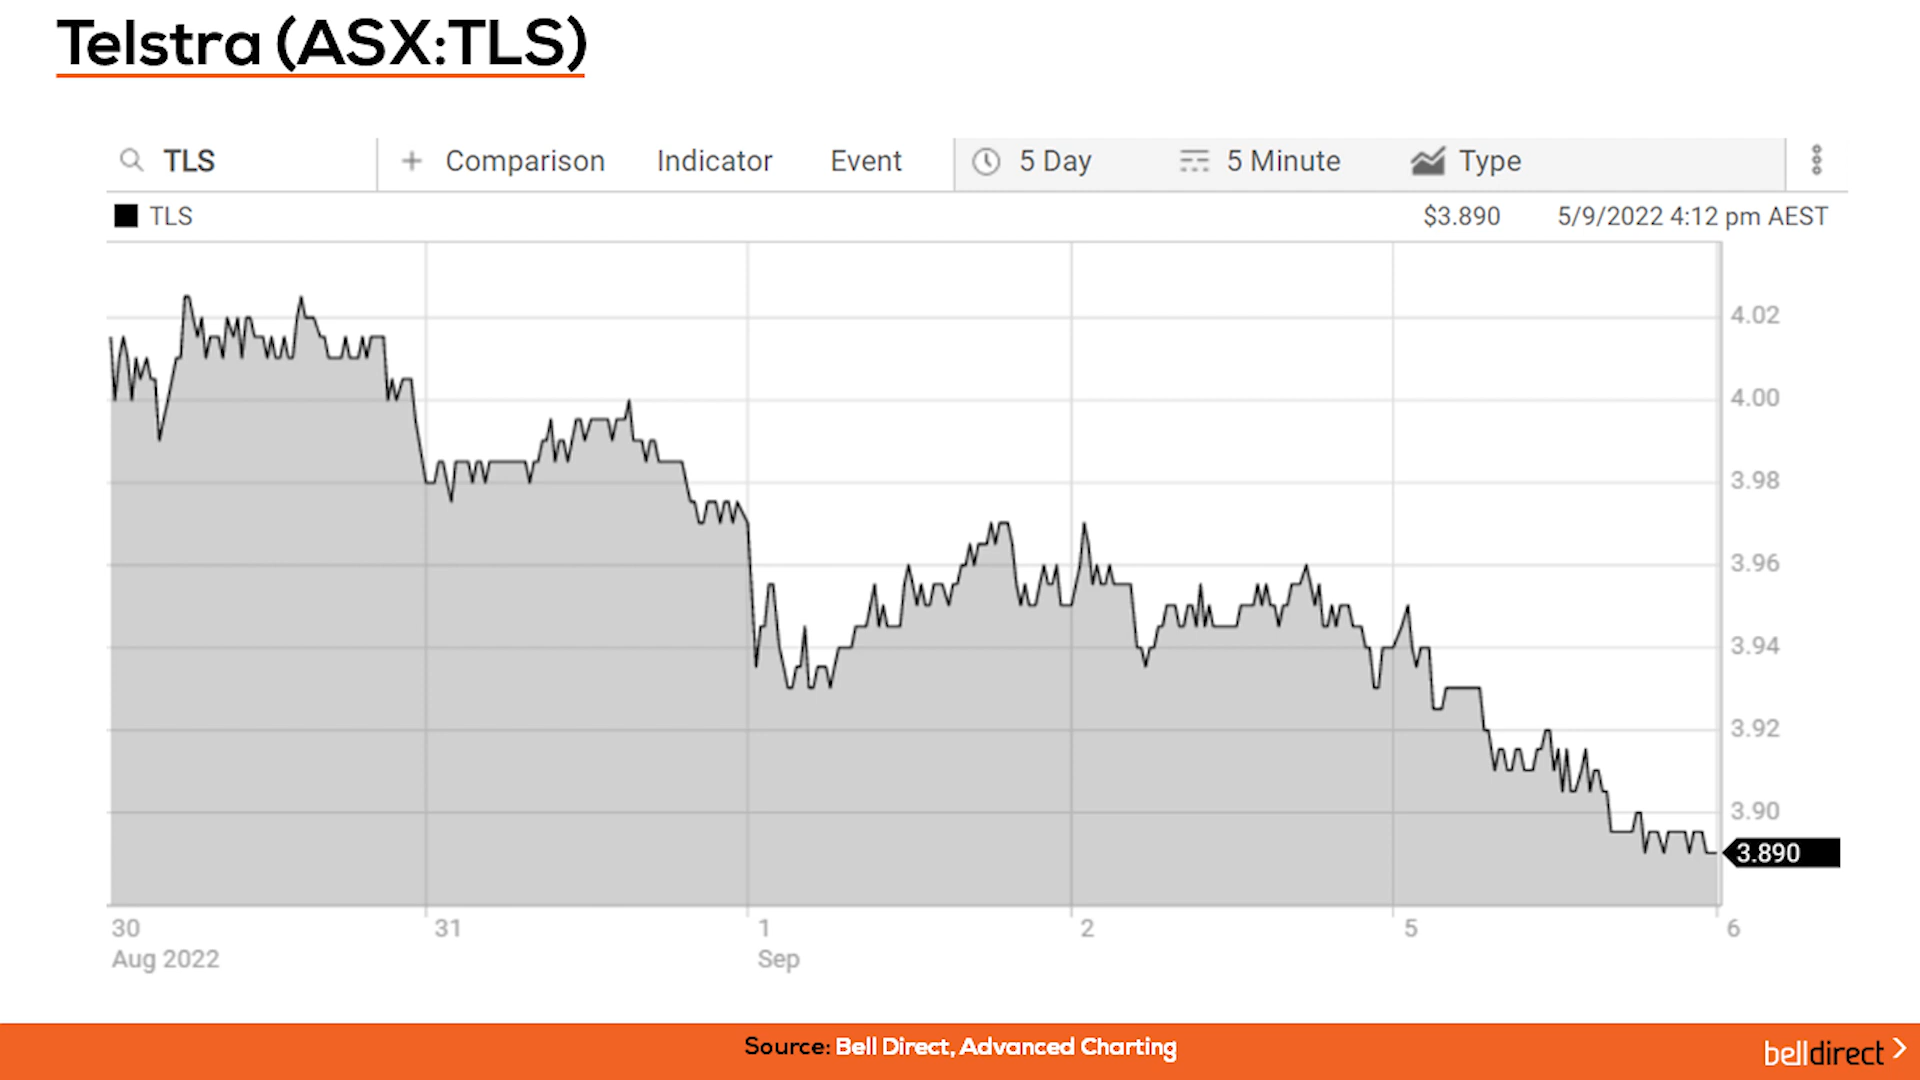 Telstra (ASX:TLS)
TLS + Comparison Indicator Event 5 Day 5 Minute Type
TLS $3.890 5/9/2022 4:12 pm AEST
4.02
4.00
3.98
3.96
3.94
3.92
3.90
3.890
30 31 1 2 5 6
Aug 2022 Sep
Source: Bell Direct, Advanced Charting
belldirect